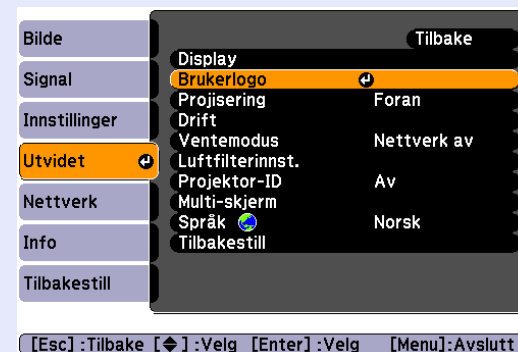 Bilde
Signal
Innstillinger
Utvidet
Nettverk
Info
Tilbakestill
Tilbake
Display
Brukerlogo
Projisering Foran
Drift
Ventemodus Nettverk av
Luftfilterinnst.
Projektor-ID Av
Multi-skjerm
Språk Norsk
Tilbakestill
[Esc] :Tilbake [◆] :Velg [Enter] :Velg [Menu] :Avslutt